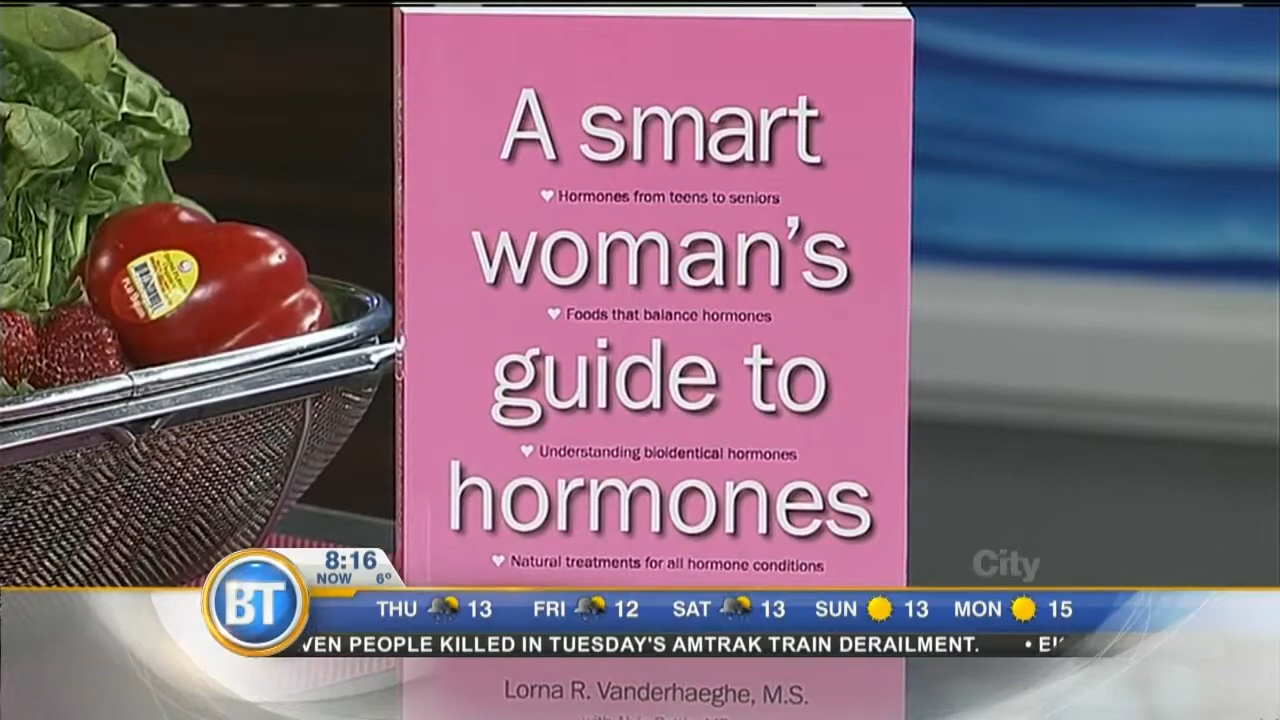 A smart
Hormones from teens to seniors
woman's
Foods that balance hormones
guide to
Understanding bioidentical hormones
hormones
Natural treatments for all hormone conditions
City
8:16
NOW 6°
BT
THU 13 FRI 12 SAT 13 SUN 13 MON 15
VEN PEOPLE KILLED IN TUESDAY'S AMTRAK TRAIN DERAILMENT. •
Lorna R. Vanderhaeghe, M.S.